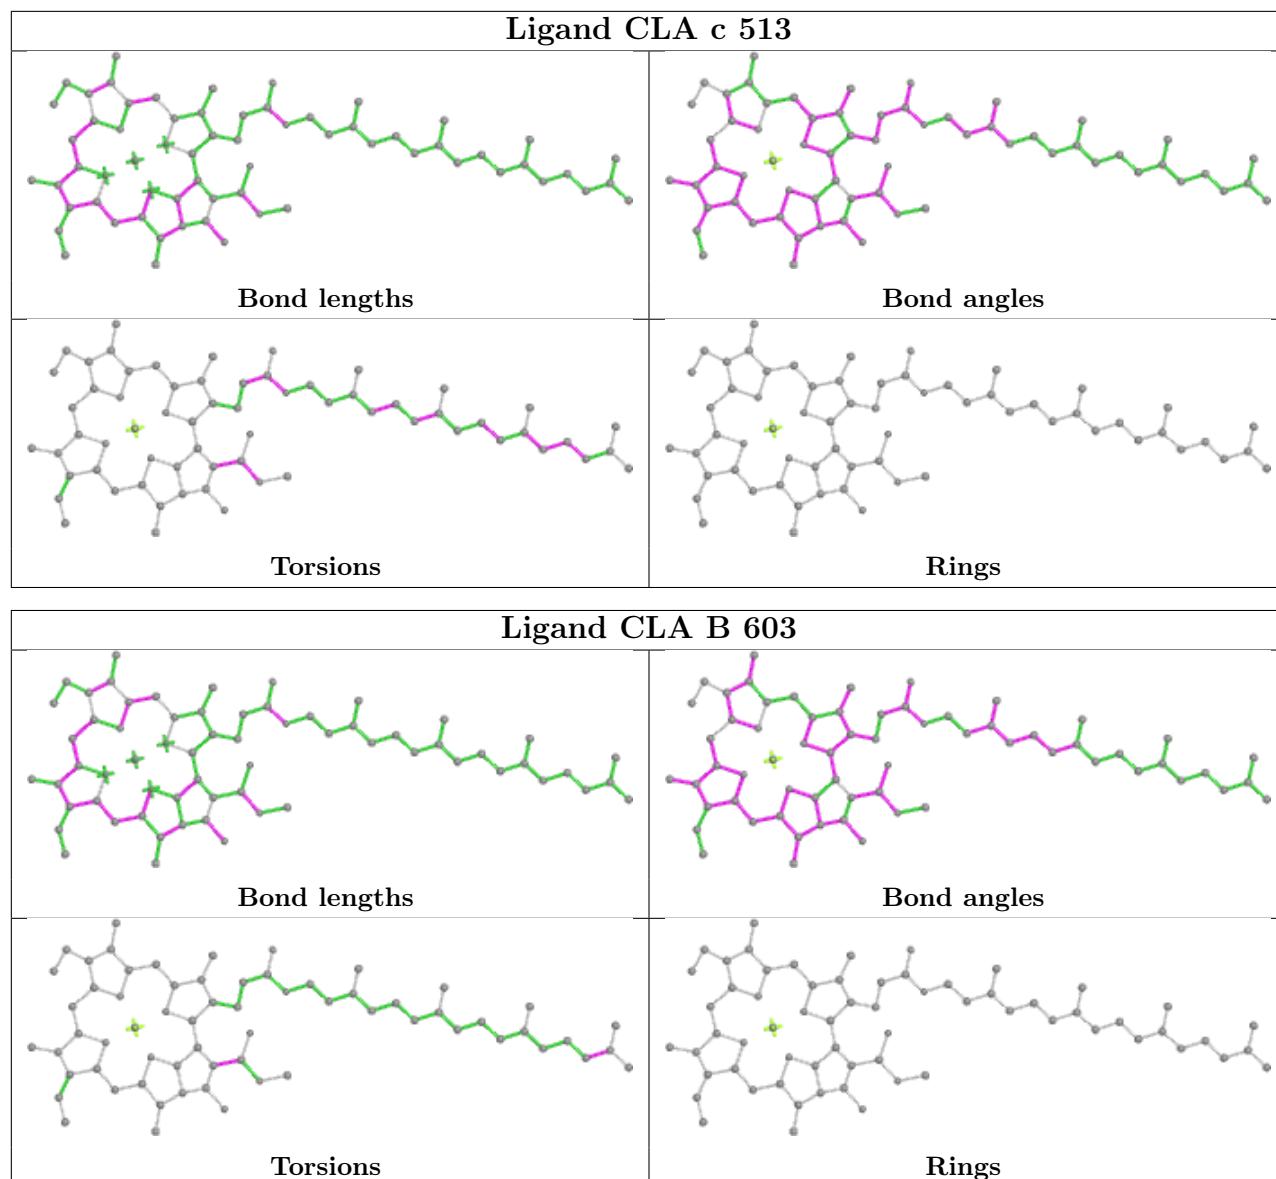 Ligand CLA c 513
Bond lengths
Bond angles
Torsions
Rings
Ligand CLA B 603
Bond lengths
Bond angles
Torsions
Rings